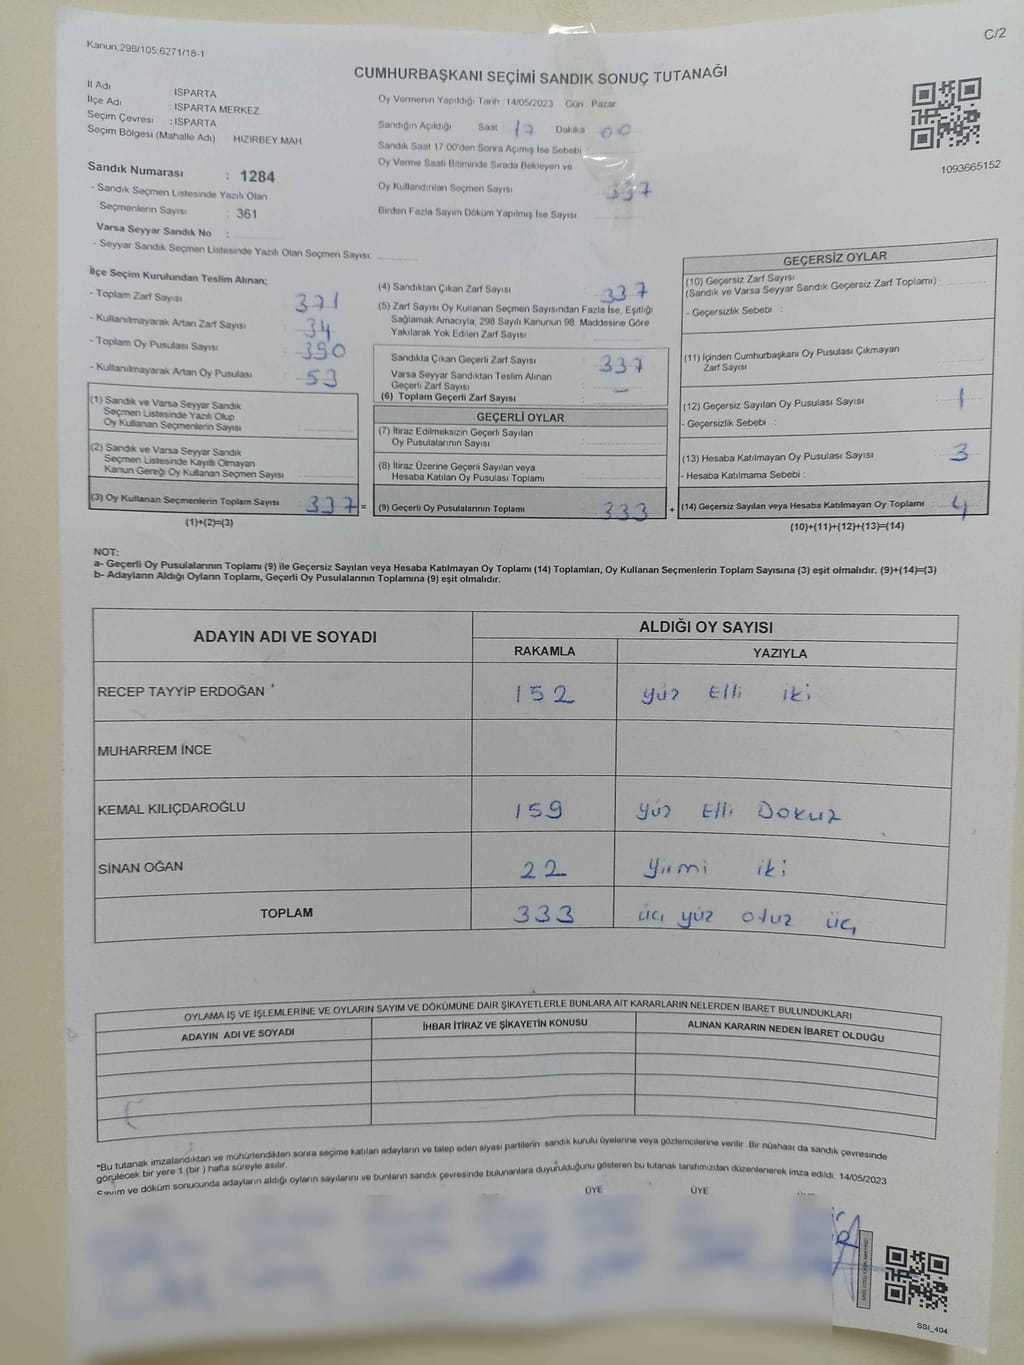 Kanun;298/105;6271/18-1
C/2
CUMHURBAŞKANI SEÇİMİ SANDIK SONUÇ TUTANAĞI
İl Adı : ISPARTA
İlçe Adı : ISPARTA MERKEZ
Seçim Çevresi : ISPARTA
Seçim Bölgesi (Mahalle Adı) : HIZIRBEY MAH.
Sandık Numarası : 1284
- Sandık Seçmen Listesinde Yazılı Olan
Seçmenlerin Sayısı : 361
Varsa Seyyar Sandık No :
- Seyyar Sandık Seçmen Listesinde Yazılı Olan Seçmen Sayısı:
Oy Vermenin Yapıldığı Tarih : 14/05/2023 Gün : Pazar
Sandığın Açıldığı Saat 17 Dakika 00
Sandık Saat 17:00'den Sonra Açımış İse Sebebi :
Oy Verme Saati Bitiminde Sırada Bekleyen ve
Oy Kullandırılan Seçmen Sayısı 337
Birden Fazla Sayım Döküm Yapılmış İse Sayısı
1093665152
İlçe Seçim Kurulundan Teslim Alınan;
- Toplam Zarf Sayısı : 371
- Kullanılmayarak Artan Zarf Sayısı : 34
- Toplam Oy Pusulası Sayısı : 390
- Kullanılmayarak Artan Oy Pusulası : 53
(1) Sandık ve Varsa Seyyar Sandık
Seçmen Listesinde Yazılı Olup
Oy Kullanan Seçmenlerin Sayısı :
(2) Sandık ve Varsa Seyyar Sandık
Seçmen Listesinde Kayıtlı Olmayan
Kanun Gereği Oy Kullanan Seçmen Sayısı :
(3) Oy Kullanan Seçmenlerin Toplam Sayısı : 337 =
(1)+(2)=(3)
(4) Sandıktan Çıkan Zarf Sayısı : 337
(5) Zarf Sayısı Oy Kullanan Seçmen Sayısından Fazla İse, Eşitliği
Sağlamak Amacıyla; 298 Sayılı Kanunun 98. Maddesine Göre
Yakılarak Yok Edilen Zarf Sayısı :
Sandıkta Çıkan Geçerli Zarf Sayısı : 337
Varsa Seyyar Sandıktan Teslim Alınan
Geçerli Zarf Sayısı : -
(6) Toplam Geçerli Zarf Sayısı :
GEÇERLİ OYLAR
(7) İtiraz Edilmeksizin Geçerli Sayılan
Oy Pusulalarının Sayısı :
(8) İtiraz Üzerine Geçerli Sayılan veya
Hesaba Katılan Oy Pusulası Toplamı :
(9) Geçerli Oy Pusulalarının Toplamı : 333 +
GEÇERSİZ OYLAR
(10) Geçersiz Zarf Sayısı
(Sandık ve Varsa Seyyar Sandık Geçersiz Zarf Toplamı) :
- Geçersizlik Sebebi :
(11) İçinden Cumhurbaşkanı Oy Pusulası Çıkmayan
Zarf Sayısı :
(12) Geçersiz Sayılan Oy Pusulası Sayısı : 1
- Geçersizlik Sebebi :
(13) Hesaba Katılmayan Oy Pusulası Sayısı : 3
- Hesaba Katılmama Sebebi :
(14) Geçersiz Sayılan veya Hesaba Katılmayan Oy Toplamı : 4
(10)+(11)+(12)+(13)=(14)
NOT:
a- Geçerli Oy Pusulalarının Toplamı (9) ile Geçersiz Sayılan veya Hesaba Katılmayan Oy Toplamı (14) Toplamları, Oy Kullanan Seçmenlerin Toplam Sayısına (3) eşit olmalıdır. (9)+(14)=(3)
b- Adayların Aldığı Oyların Toplamı, Geçerli Oy Pusulalarının Toplamına (9) eşit olmalıdır.
ADAYIN ADI VE SOYADI ALDIĞI OY SAYISI
RAKAMLA YAZIYLA
RECEP TAYYİP ERDOĞAN 152 yüz Elli iki
MUHARREM İNCE
KEMAL KILIÇDAROĞLU 159 yüz Elli Dokuz
SİNAN OĞAN 22 yirmi iki
TOPLAM 333 üç yüz otuz üç
OYLAMA İŞ VE İŞLEMLERİNE VE OYLARIN SAYIM VE DÖKÜMÜNE DAİR ŞİKAYETLERLE BUNLARA AİT KARARLARIN NELERDEN İBARET BULUNDUKLARI
ADAYIN ADI VE SOYADI İHBAR İTİRAZ VE ŞİKAYETİN KONUSU ALINAN KARARIN NEDEN İBARET OLDUĞU
*Bu tutanak imzalandıktan ve mühürlendikten sonra seçime katılan adayların ve talep eden siyasi partilerin sandık kurulu üyelerine veya gözlemcilerine verilir. Bir nüshası da sandık çevresinde
görülecek bir yere 1 (bir) hafta süreyle asılır.
Sayım ve döküm sonucunda adayların aldığı oyların sayılarını ve bunların sandık çevresinde bulunanlara duyurulduğunu gösteren bu tutanak tarafımızdan düzenlenerek imza edildi. 14/05/2023
ÜYE ÜYE
SSI_404